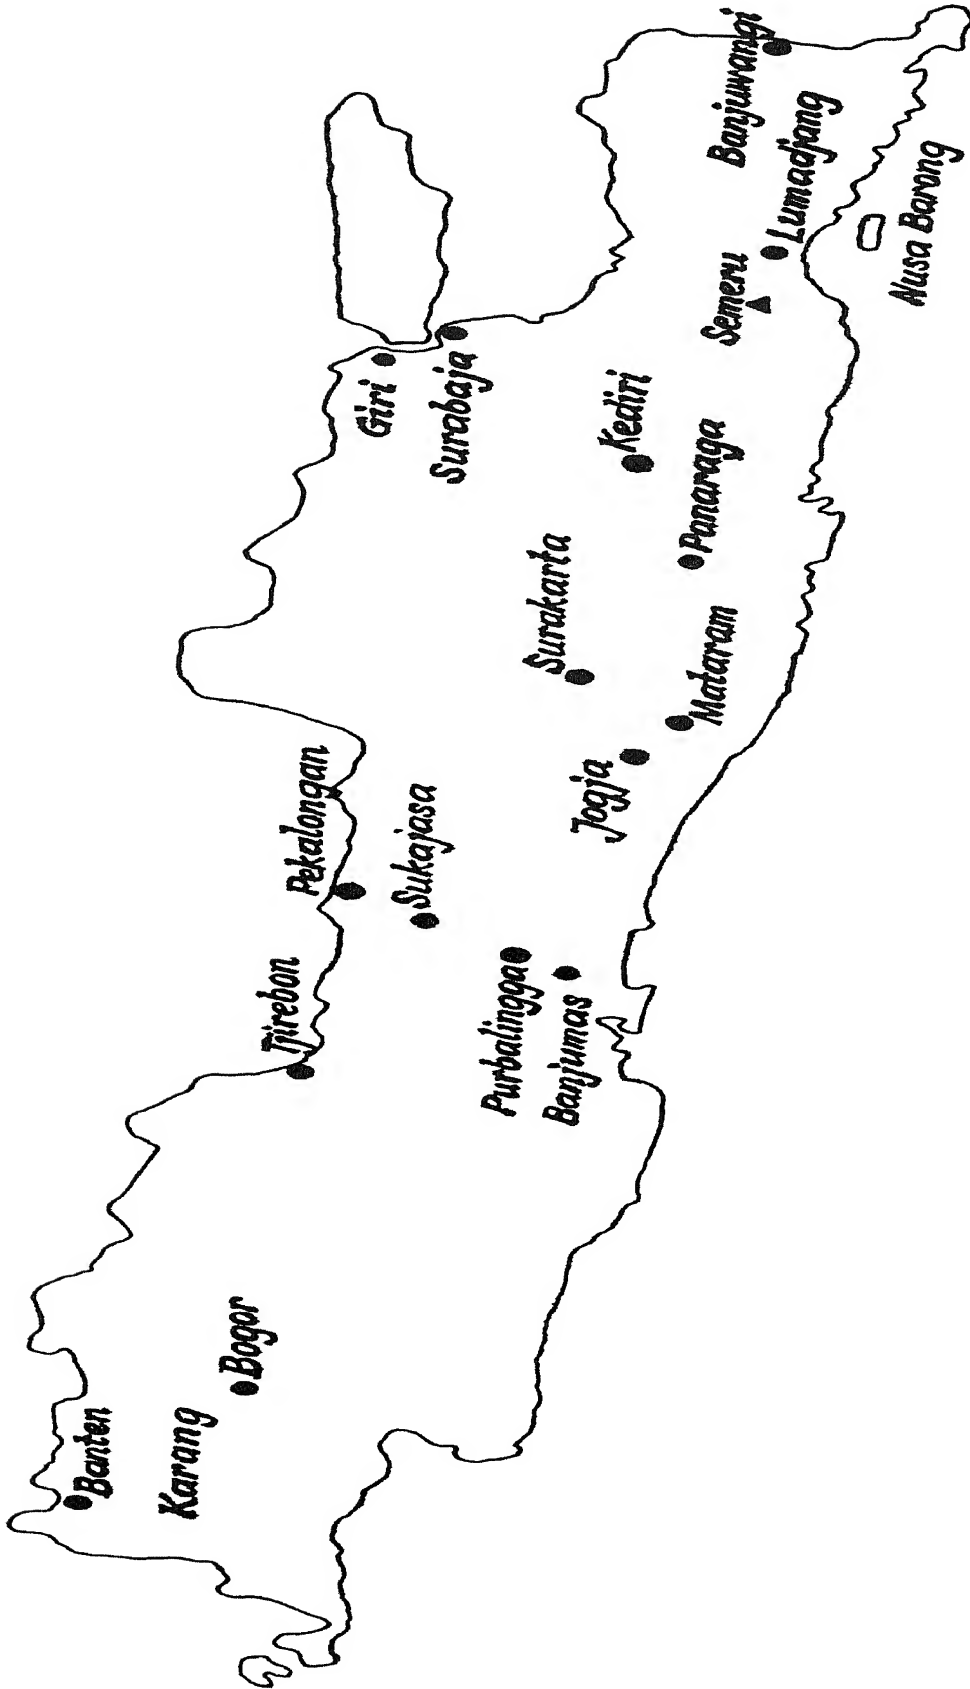 Banten
Karang
Bogor
Tjirebon
Pekalongan
Sukajasa
Purbalingga
Banjumas
Jogja
Mataram
Surakarta
Panaraga
Kediri
Giri
Surabaja
Semeru
Lumadjang
Banjuwangi
Nusa Barong